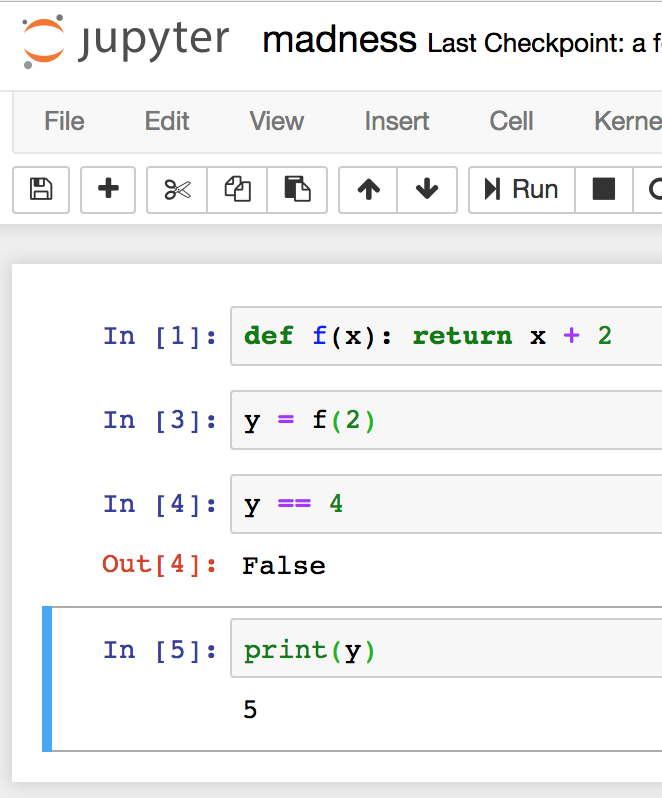 jupyter madness Last Checkpoint: a f
File Edit View Insert Cell Kerne
Run
In [1]: def f(x): return x + 2
In [3]: y = f(2)
In [4]: y == 4
Out[4]: False
In [5]: print(y)
5